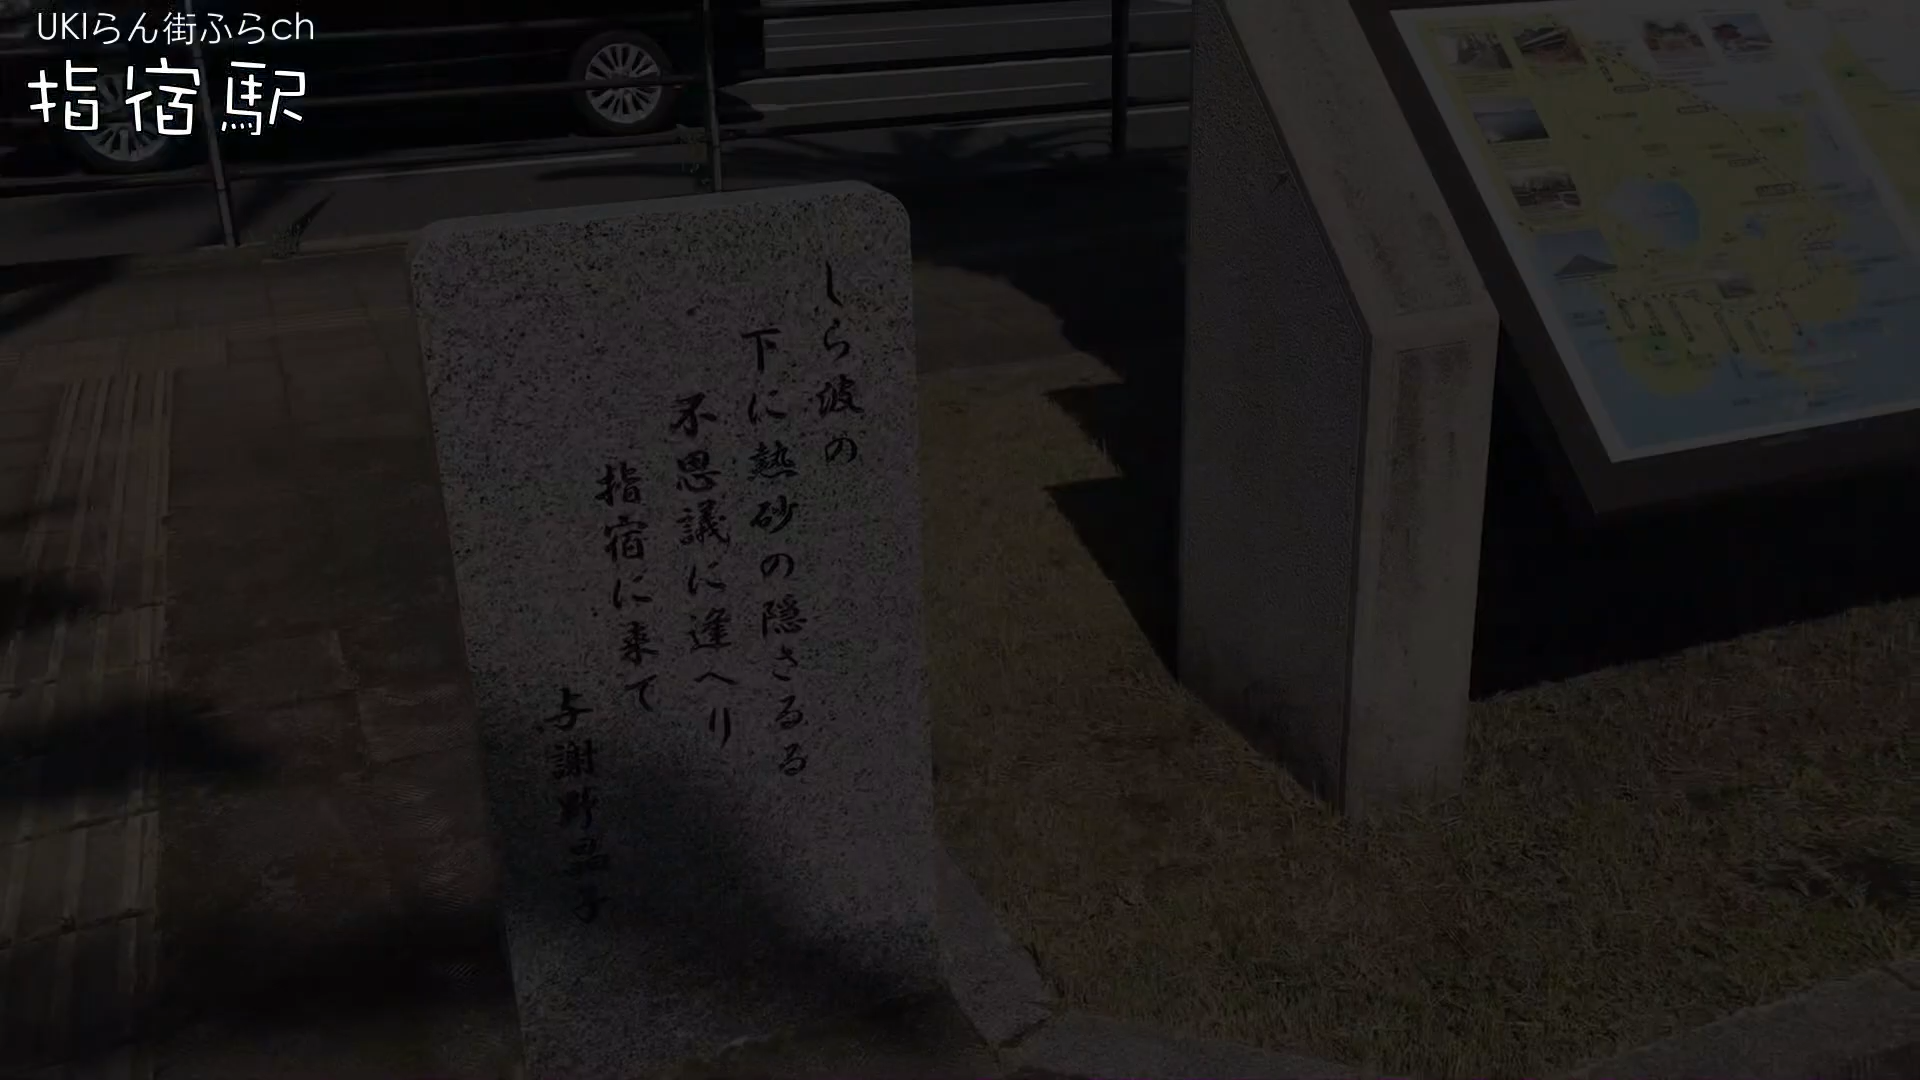 UKIらん街ふらch
指宿駅
しら波の
下に熱砂の隠さるる
不思議に逢へり
指宿に来て
与謝野晶子